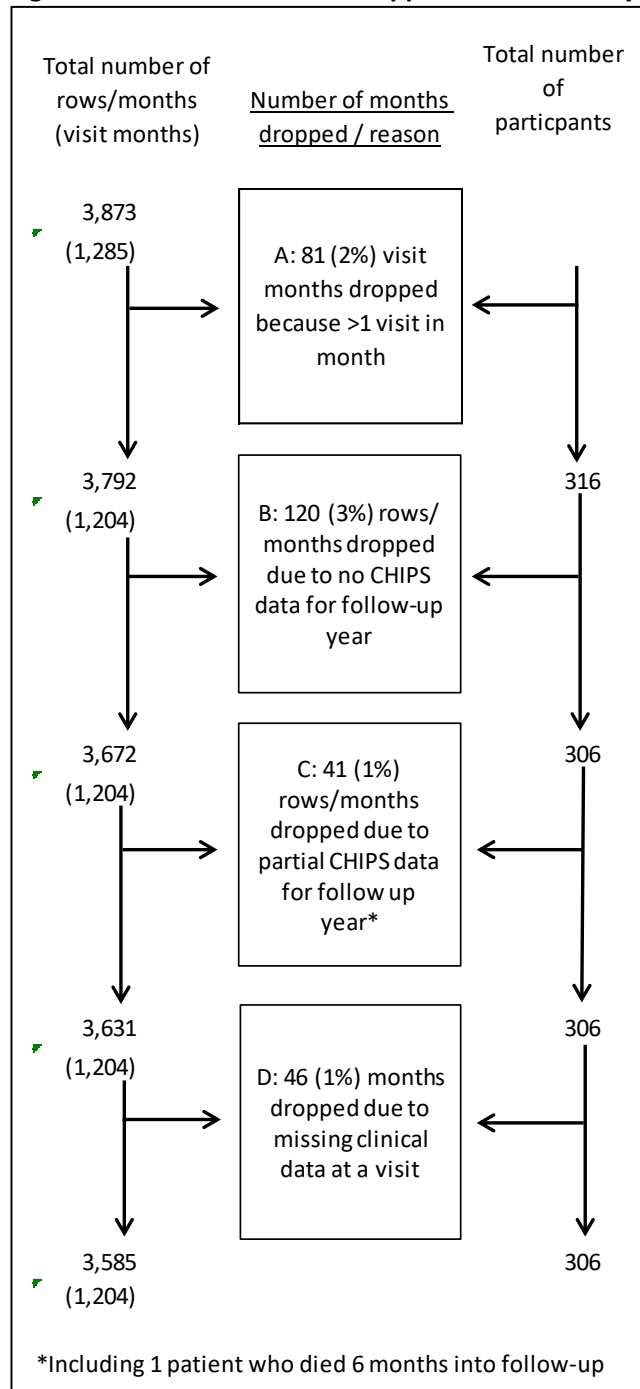 Total number of
rows/months
(visit months)
Number of months
dropped / reason
Total number
of
particpants
3,873
(1,285)
A: 81 (2%) visit
months dropped
because >1 visit in
month
3,792
(1,204)
316
B: 120 (3%) rows/
months dropped
due to no CHIPS
data for follow-up
year
3,672
(1,204)
306
C: 41 (1%)
rows/months
dropped due to
partial CHIPS data
for follow up
year*
3,631
(1,204)
306
D: 46 (1%) months
dropped due to
missing clinical
data at a visit
3,585
(1,204)
306
*Including 1 patient who died 6 months into follow-up